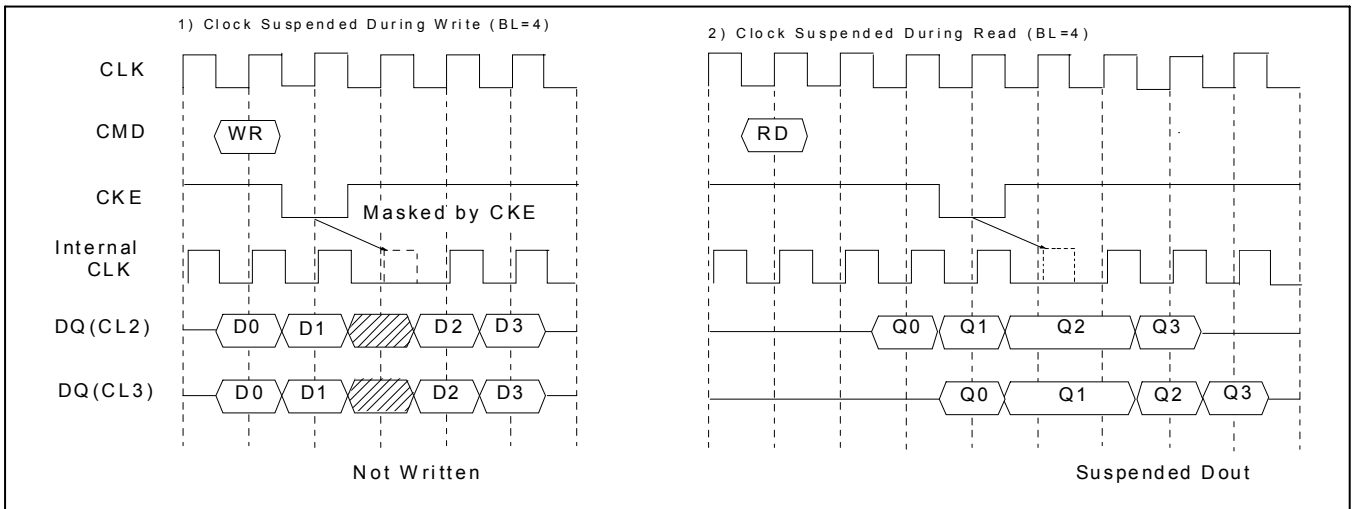 1) Clock Suspended During Write (BL=4)
2) Clock Suspended During Read (BL=4)
CLK
CMD
WR
RD
CKE
Masked by CKE
Internal
CLK
DQ(CL2)
D0
D1
D2
D3
Q0
Q1
Q2
Q3
DQ(CL3)
D0
D1
D2
D3
Q0
Q1
Q2
Q3
Not Written
Suspended Dout